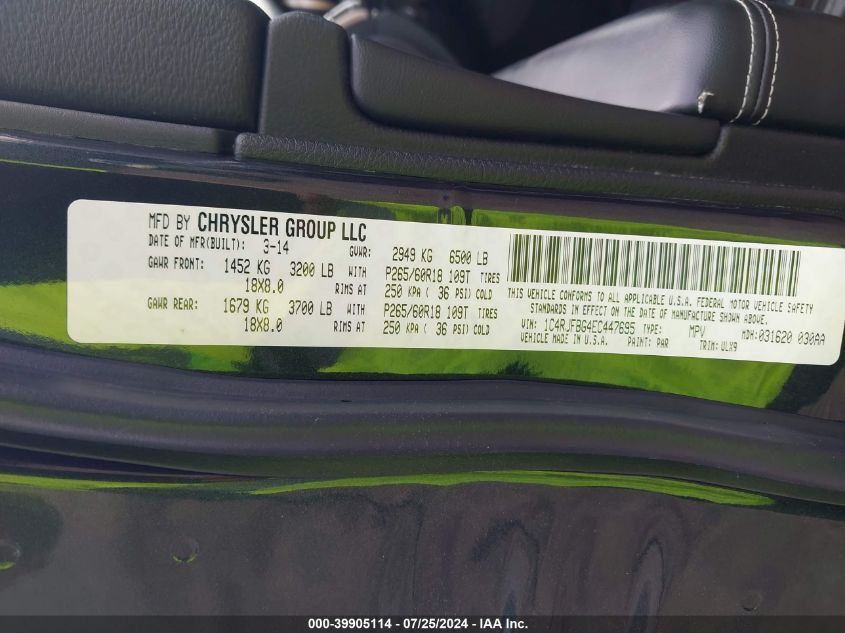 MFD BY CHRYSLER GROUP LLC
DATE OF MFR(BUILT): 3-14 GVWR: 2949 KG 6500 LB
GAWR FRONT: 1452 KG 3200 LB WITH P265/60R18 109T TIRES
18X8.0 RIMS AT 250 KPA ( 36 PSI) COLD
GAWR REAR: 1679 KG 3700 LB WITH P265/60R18 109T TIRES
18X8.0 RIMS AT 250 KPA ( 36 PSI) COLD
THIS VEHICLE CONFORMS TO ALL APPLICABLE U.S.A. FEDERAL MOTOR VEHICLE SAFETY
STANDARDS IN EFFECT ON THE DATE OF MANUFACTURE SHOWN ABOVE.
VIN: 1C4RJFBG4EC447695 TYPE: MPV MDH: 031620 030AA
VEHICLE MADE IN U.S.A. PAINT: PAR TRIM: ULX9
000-39905114 - 07/25/2024 - IAA Inc.